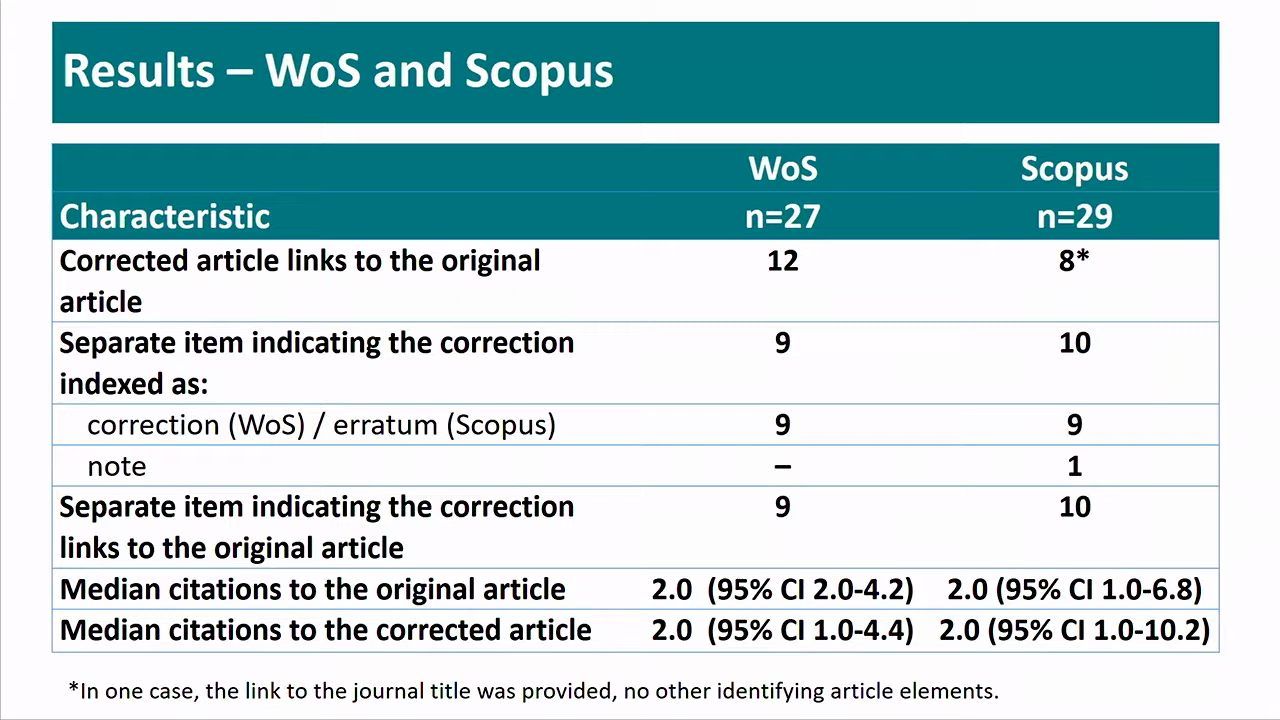 Results – WoS and Scopus
WoS Scopus
Characteristic n=27 n=29
Corrected article links to the original 12 8*
article
Separate item indicating the correction 9 10
indexed as:
correction (WoS) / erratum (Scopus) 9 9
note – 1
Separate item indicating the correction 9 10
links to the original article
Median citations to the original article 2.0 (95% CI 2.0-4.2) 2.0 (95% CI 1.0-6.8)
Median citations to the corrected article 2.0 (95% CI 1.0-4.4) 2.0 (95% CI 1.0-10.2)
*In one case, the link to the journal title was provided, no other identifying article elements.